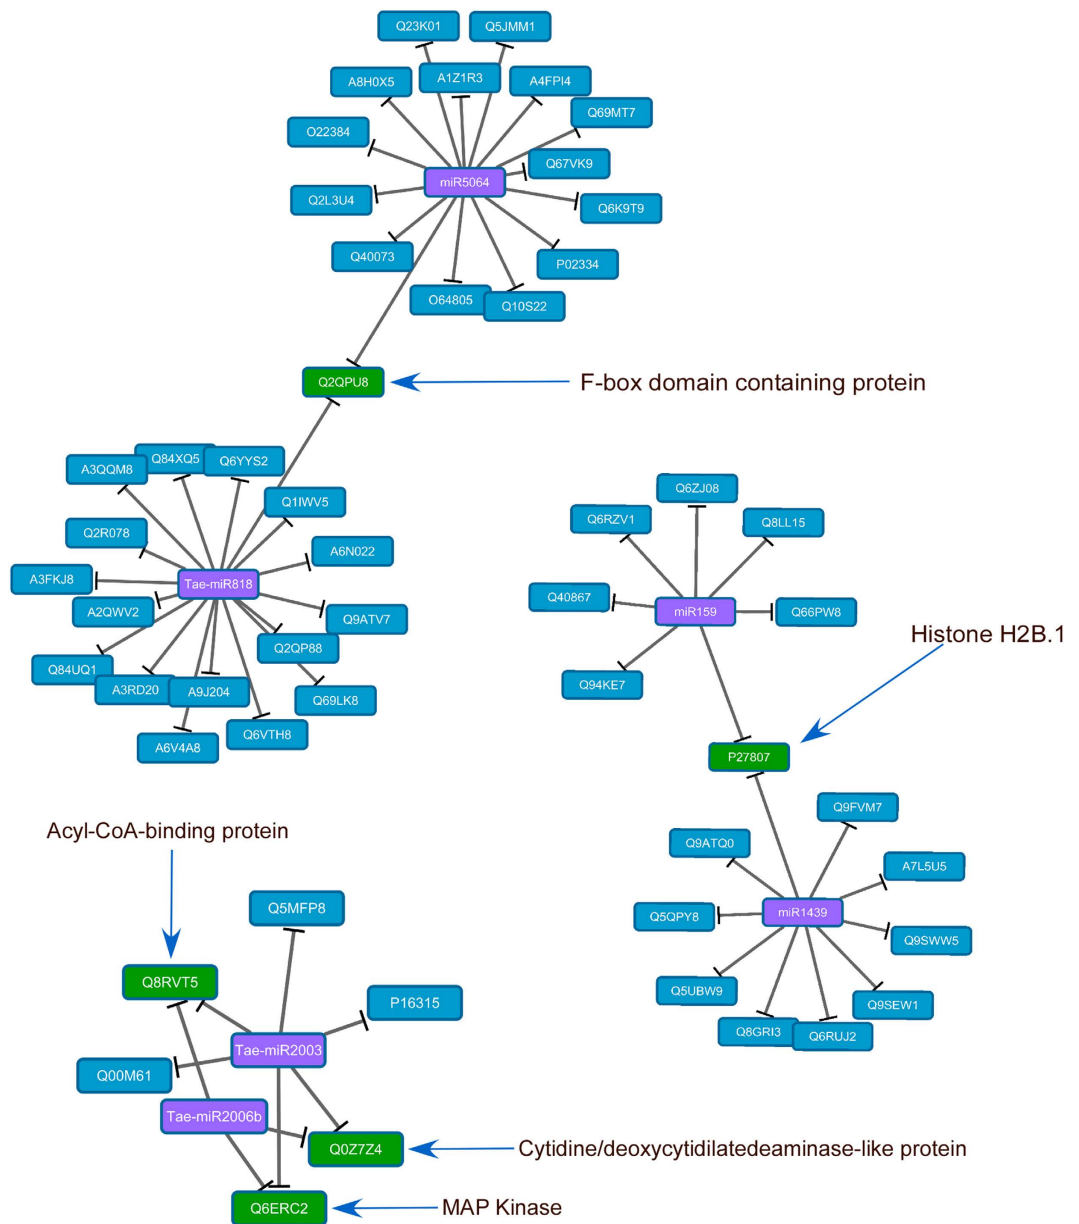 Q23K01
Q5JMM1
A8H0X5
A1Z1R3
A4FPI4
Q69MT7
O22384
Q67VK9
miR5064
Q2L3U4
Q6K9T9
Q40073
P02334
O64805
Q10S22
Q2QPU8
F-box domain containing protein
Q84XQ5
Q6YYS2
A3QQM8
Q1IWV5
Q2R078
A6N022
A3FKJ8
Tae-miR818
A2QWV2
Q9ATV7
Q2QP88
Q84UQ1
A3RD20
A9J204
Q69LK8
Q6VTH8
A6V4A8
Q6ZJ08
Q6RZV1
Q8LL15
Q40867
miR159
Q66PW8
Histone H2B.1
Q94KE7
P27807
Q9FVM7
Q9ATQ0
A7L5U5
Q5QPY8
miR1439
Q9SWW5
Q5UBW9
Q9SEW1
Q8GRI3
Q6RUJ2
Acyl-CoA-binding protein
Q5MFP8
Q8RVT5
P16315
Tae-miR2003
Q00M61
Tae-miR2006b
Q0Z7Z4
Cytidine/deoxycytidilatedeaminase-like protein
Q6ERC2
MAP Kinase